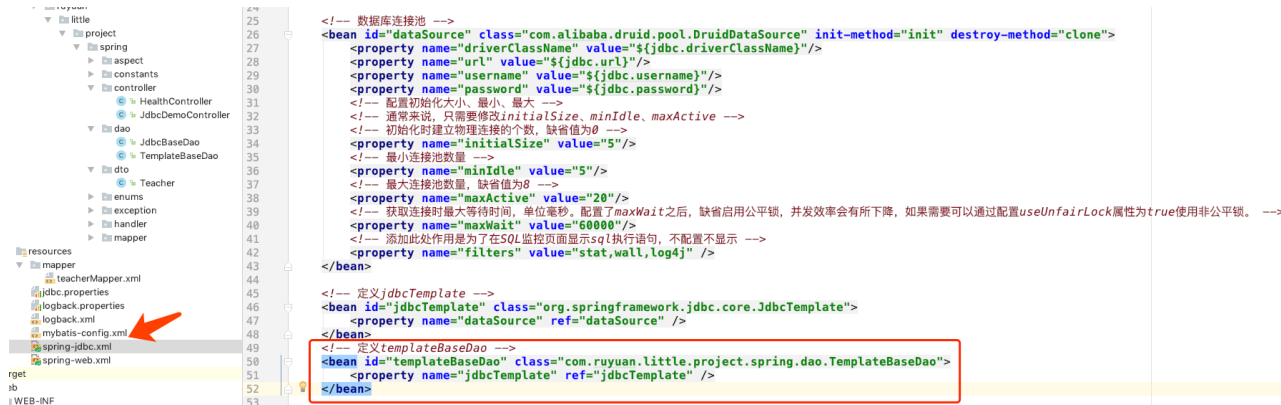 little
project
spring
aspect
constants
controller
HealthController
JdbcDemoController
dao
JdbcBaseDao
TemplateBaseDao
dto
Teacher
enums
exception
handler
mapper
resources
mapper
teacherMapper.xml
jdbc.properties
logback.properties
logback.xml
mybatis-config.xml
spring-jdbc.xml
spring-web.xml
rget
eb
WEB-INF
25 <!-- 数据库连接池 -->
26 <bean id="dataSource" class="com.alibaba.druid.pool.DruidDataSource" init-method="init" destroy-method="clone">
27 <property name="driverClassName" value="${jdbc.driverClassName}"/>
28 <property name="url" value="${jdbc.url}"/>
29 <property name="username" value="${jdbc.username}"/>
30 <property name="password" value="${jdbc.password}"/>
31 <!-- 配置初始化大小、最小、最大 -->
32 <!-- 通常来说，只需要修改initialSize、minIdle、maxActive -->
33 <!-- 初始化时建立物理连接的个数，缺省值为0 -->
34 <property name="initialSize" value="5"/>
35 <!-- 最小连接池数量 -->
36 <property name="minIdle" value="5"/>
37 <!-- 最大连接池数量，缺省值为8 -->
38 <property name="maxActive" value="20"/>
39 <!-- 获取连接时最大等待时间，单位毫秒。配置了maxWait之后，缺省启用公平锁，并发效率会有所下降，如果需要可以通过配置useUnfairLock属性为true使用非公平锁。 -->
40 <property name="maxWait" value="60000"/>
41 <!-- 添加此处作用是为了在SQL监控页面显示sql执行语句，不配置不显示 -->
42 <property name="filters" value="stat,wall,log4j" />
43 </bean>
44
45 <!-- 定义jdbcTemplate -->
46 <bean id="jdbcTemplate" class="org.springframework.jdbc.core.JdbcTemplate">
47 <property name="dataSource" ref="dataSource" />
48 </bean>
49 <!-- 定义templateBaseDao -->
50 <bean id="templateBaseDao" class="com.ruyuan.little.project.spring.dao.TemplateBaseDao">
51 <property name="jdbcTemplate" ref="jdbcTemplate" />
52 </bean>
53